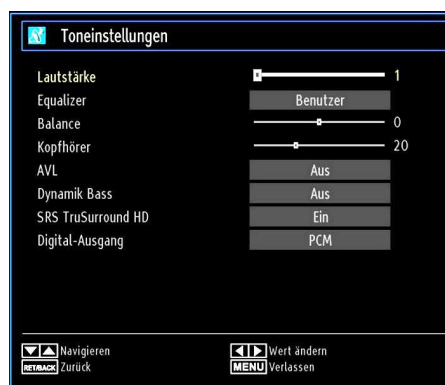 Toneinstellungen
Lautstärke 1
Equalizer Benutzer
Balance 0
Kopfhörer 20
AVL Aus
Dynamik Bass Aus
SRS TruSurround HD Ein
Digital-Ausgang PCM
Navigieren Wert ändern
RET/BACK Zurück MENU Verlassen